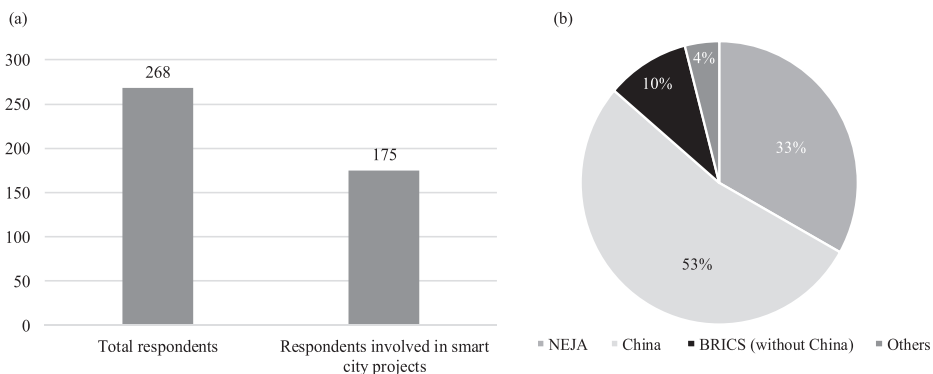 (a)
300
250
200
150
100
50
0
268
175
Total respondents
Respondents involved in smart
city projects
(b)
4%
10%
33%
53%
NEJA China BRICS (without China) Others